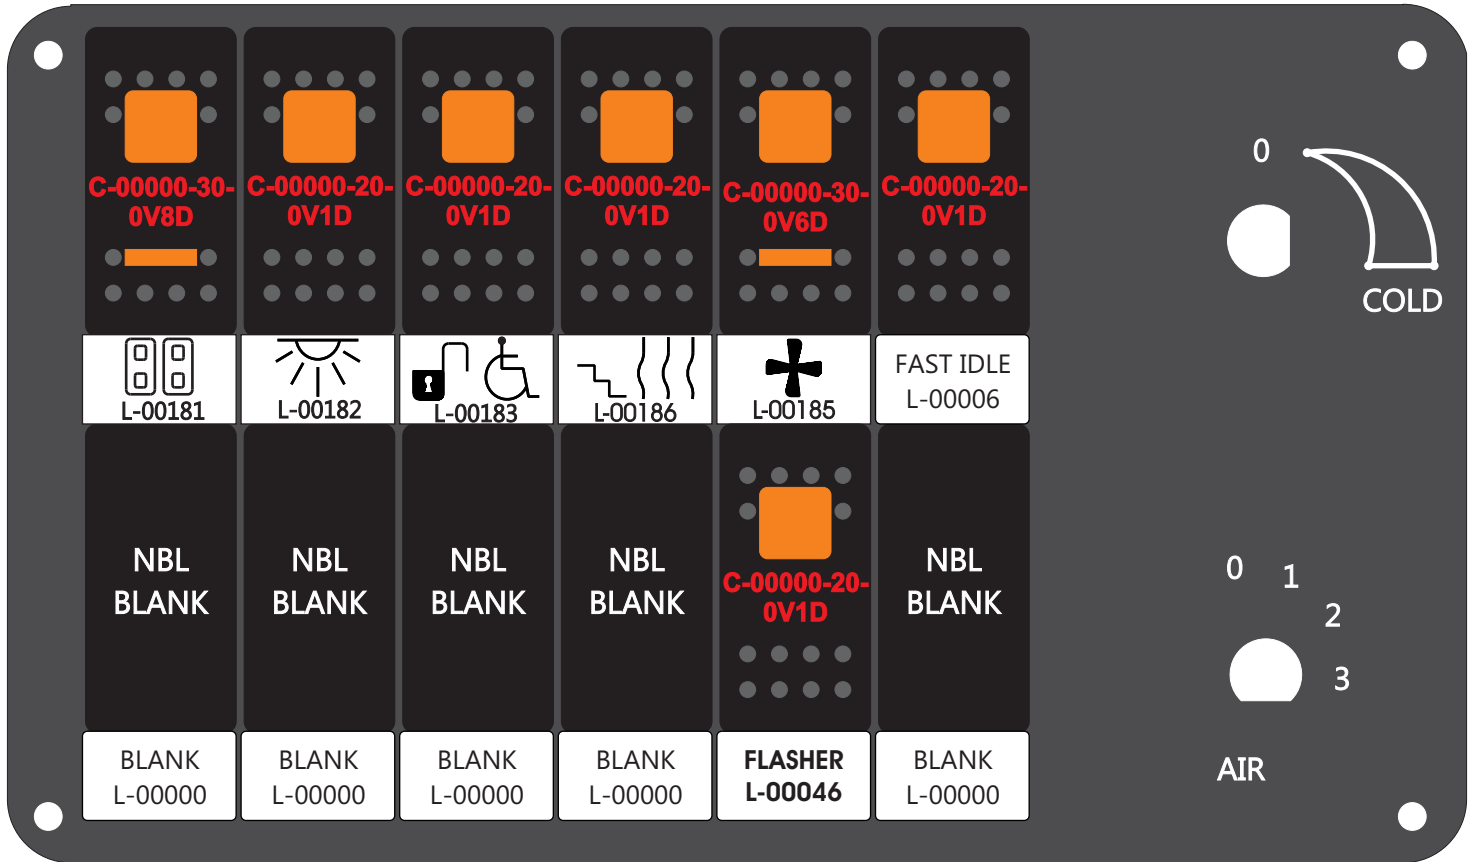 C-00000-30-
0V8D
C-00000-20-
0V1D
C-00000-20-
0V1D
C-00000-20-
0V1D
C-00000-30-
0V6D
C-00000-20-
0V1D
L-00181
L-00182
L-00183
L-00186
L-00185
FAST IDLE
L-00006
0
COLD
NBL
BLANK
NBL
BLANK
NBL
BLANK
NBL
BLANK
C-00000-20-
0V1D
NBL
BLANK
BLANK
L-00000
BLANK
L-00000
BLANK
L-00000
BLANK
L-00000
FLASHER
L-00046
BLANK
L-00000
0
1
2
3
AIR